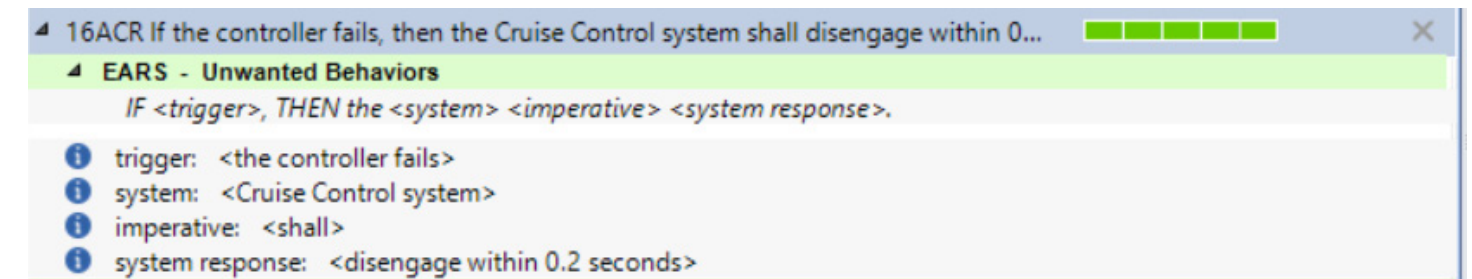 16ACR If the controller fails, then the Cruise Control system shall disengage within 0...
EARS - Unwanted Behaviors
IF <trigger>, THEN the <system> <imperative> <system response>.
trigger: <the controller fails>
system: <Cruise Control system>
imperative: <shall>
system response: <disengage within 0.2 seconds>